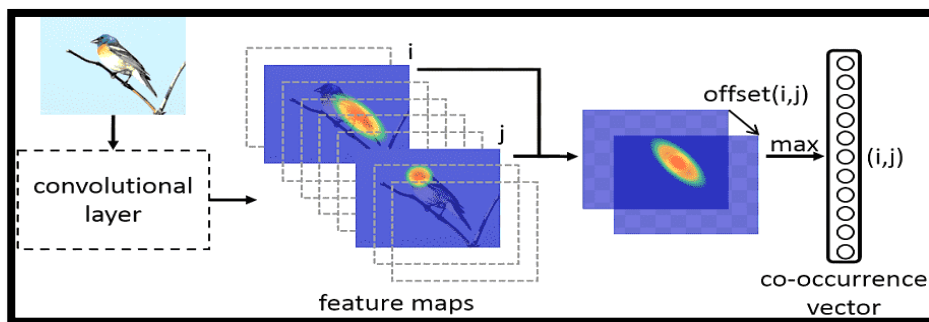 i
j
offset(i,j)
max
(i,j)
convolutional
layer
feature maps
co-occurrence
vector